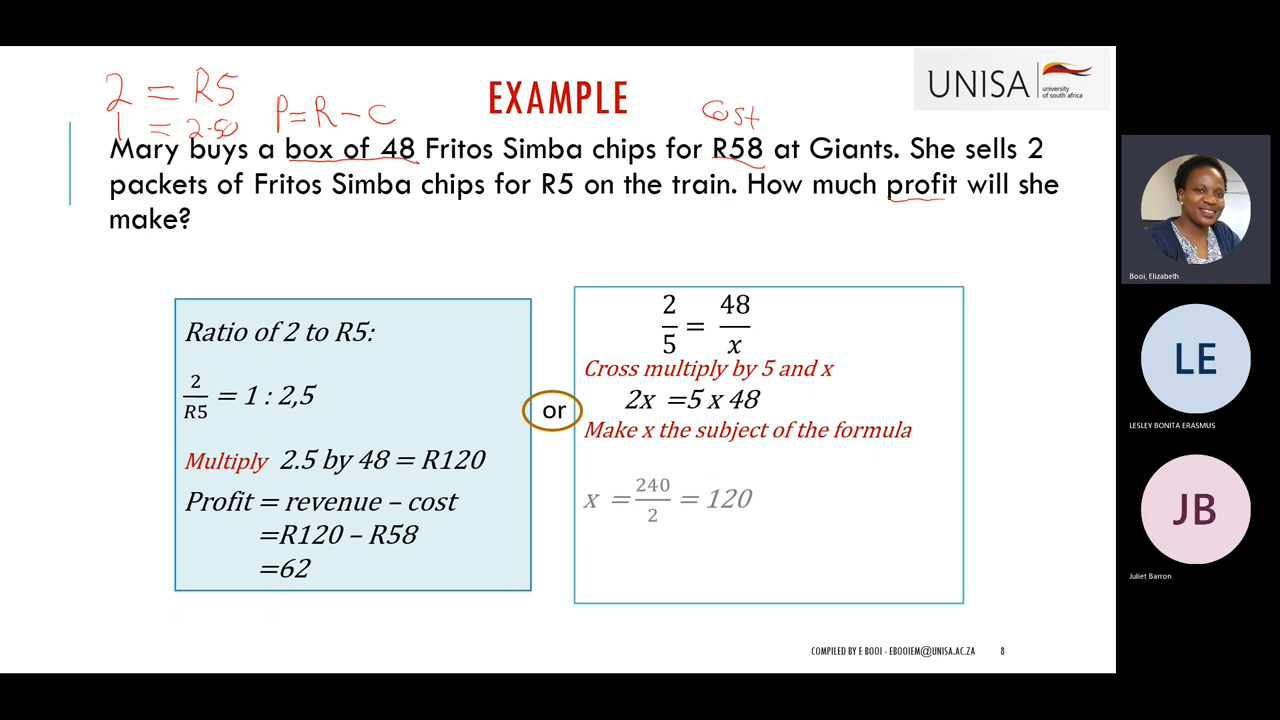 2 = R5
1 = 2.50
P = R - C
EXAMPLE
cost
UNISA
university
of south africa
Mary buys a box of 48 Fritos Simba chips for R58 at Giants. She sells 2
packets of Fritos Simba chips for R5 on the train. How much profit will she
make?
Ratio of 2 to R5:
2/R5 = 1 : 2,5
Multiply 2.5 by 48 = R120
Profit = revenue – cost
=R120 – R58
=62
or
2/5 = 48/x
Cross multiply by 5 and x
2x =5 x 48
Make x the subject of the formula
x = 240/2 = 120
COMPILED BY E BOOI - EBOOIEM@UNISA.AC.ZA 8
Booi, Elizabeth
LE
LESLEY BONITA ERASMUS
JB
Juliet Barron